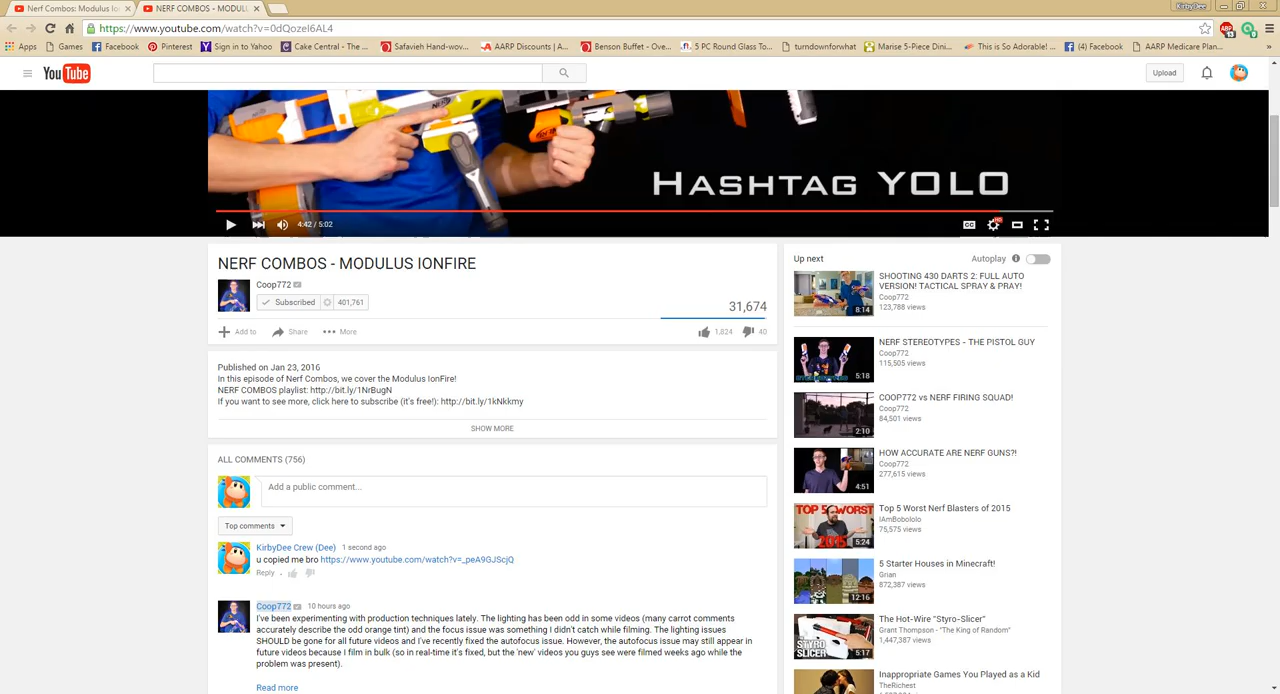 Nerf Combos: Modulus Ion
NERF COMBOS - MODUL
KirbyDee
https://www.youtube.com/watch?v=0dQozeI6AL4
Apps Games Facebook Pinterest Sign in to Yahoo Cake Central - The ... Safavieh Hand-wov... AARP Discounts | A... Benson Buffet - Ove... 5 PC Round Glass To... turndownforwhat Marise 5-Piece Dini... This is So Adorable! ... (4) Facebook AARP Medicare Plan...
YouTube
Upload
HASHTAG YOLO
4:42 / 5:02
CC
HD
NERF COMBOS - MODULUS IONFIRE
Coop772
Subscribed 401,761
31,674
Add to Share More
1,824 40
Published on Jan 23, 2016
In this episode of Nerf Combos, we cover the Modulus IonFire!
NERF COMBOS playlist: http://bit.ly/1NrBugN
If you want to see more, click here to subscribe (it's free!): http://bit.ly/1kNkkmy
SHOW MORE
ALL COMMENTS (756)
Add a public comment...
Top comments
KirbyDee Crew (Dee) 1 second ago
u copied me bro https://www.youtube.com/watch?v=_peA9GJScjQ
Reply
Coop772 10 hours ago
I've been experimenting with production techniques lately. The lighting has been odd in some videos (many carrot comments
accurately describe the odd orange tint) and the focus issue was something I didn't catch while filming. The lighting issues
SHOULD be gone for all future videos and I've recently fixed the autofocus issue. However, the autofocus issue may still appear in
future videos because I film in bulk (so in real-time it's fixed, but the 'new' videos you guys see were filmed weeks ago while the
problem was present).
Read more
Up next
Autoplay
SHOOTING 430 DARTS 2: FULL AUTO
VERSION! TACTICAL SPRAY & PRAY!
Coop772
123,788 views
8:14
NERF STEREOTYPES - THE PISTOL GUY
Coop772
115,505 views
5:18
COOP772 vs NERF FIRING SQUAD!
Coop772
84,501 views
2:10
HOW ACCURATE ARE NERF GUNS?!
Coop772
277,615 views
4:51
Top 5 Worst Nerf Blasters of 2015
IAmBobololo
75,575 views
TOP 5 WORST
2015
5:24
5 Starter Houses in Minecraft!
Grian
872,387 views
12:16
The Hot-Wire "Styro-Slicer"
Grant Thompson - "The King of Random"
1,447,387 views
STYRO
SLICER
5:17
Inappropriate Games You Played as a Kid
TheRichest